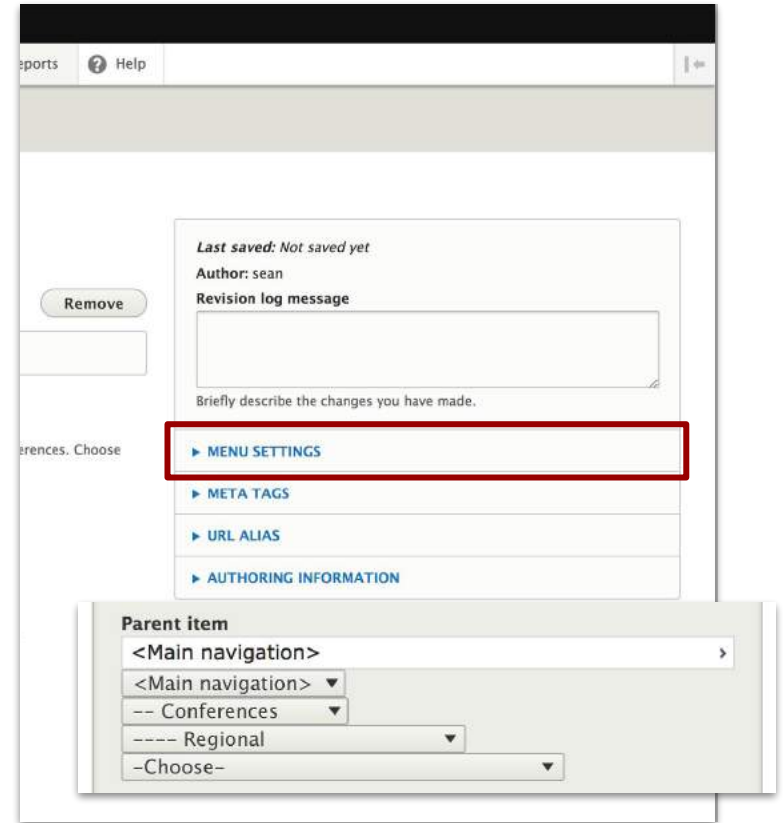 eports Help
Last saved: Not saved yet
Author: sean
Remove
Revision log message
Briefly describe the changes you have made.
erences. Choose
MENU SETTINGS
META TAGS
URL ALIAS
AUTHORING INFORMATION
Parent item
<Main navigation>
<Main navigation>
-- Conferences
---- Regional
-Choose-